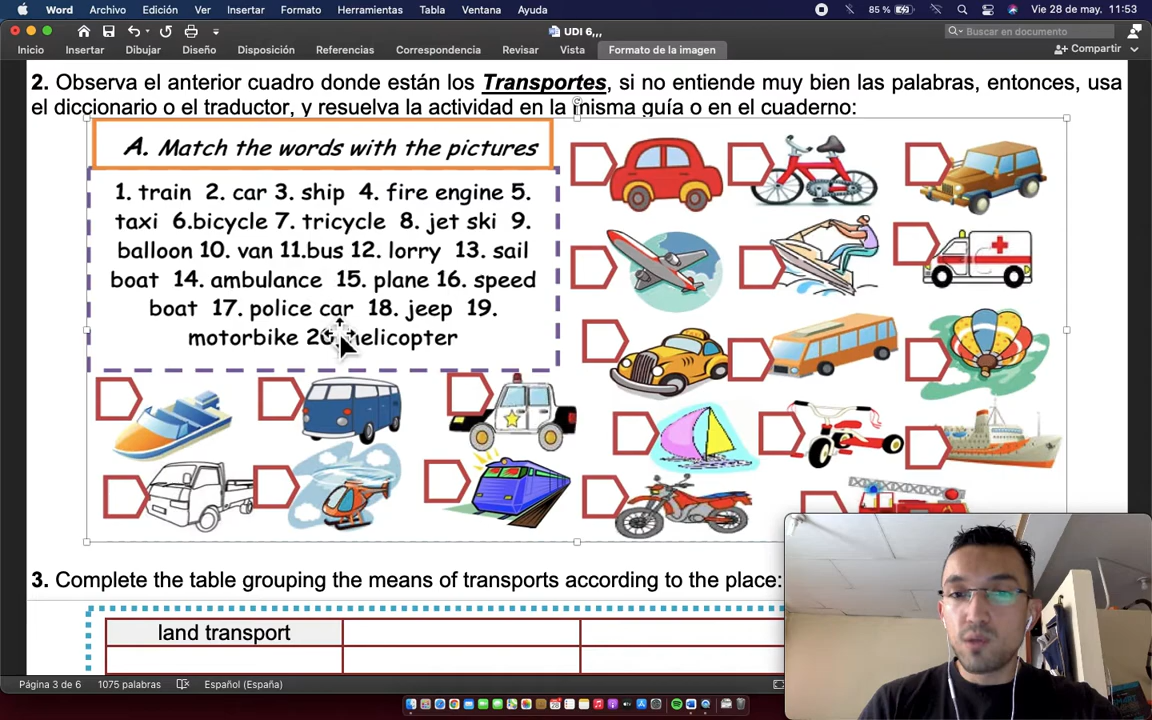 Word Archivo Edición Ver Insertar Formato Herramientas Tabla Ventana Ayuda 85 % Vie 28 de may. 11:53
UDI 6,,, Buscar en documento
Inicio Insertar Dibujar Diseño Disposición Referencias Correspondencia Revisar Vista Formato de la imagen Compartir
2. Observa el anterior cuadro donde están los Transportes, si no entiende muy bien las palabras, entonces, usa
el diccionario o el traductor, y resuelva la actividad en la misma guía o en el cuaderno:
A. Match the words with the pictures
1. train 2. car 3. ship 4. fire engine 5.
taxi 6.bicycle 7. tricycle 8. jet ski 9.
balloon 10. van 11.bus 12. lorry 13. sail
boat 14. ambulance 15. plane 16. speed
boat 17. police car 18. jeep 19.
motorbike 20. helicopter
3. Complete the table grouping the means of transports according to the place:
land transport
Página 3 de 6 1075 palabras Español (España)